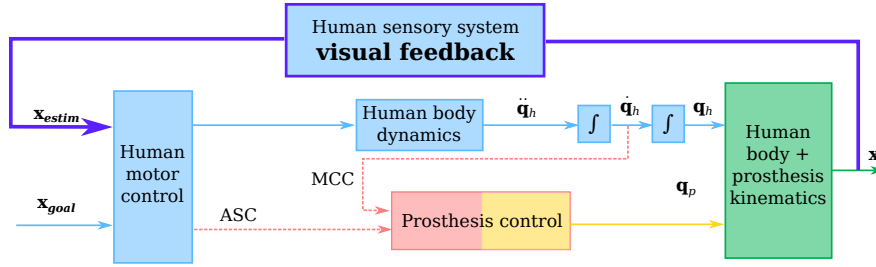 Human sensory system
visual feedback
x_estim
Human body
dynamics
q̈_h
∫
q̇_h
∫
q_h
Human
motor
control
Human
body +
prosthesis
kinematics
x
MCC
x_goal
ASC
Prosthesis control
q_p